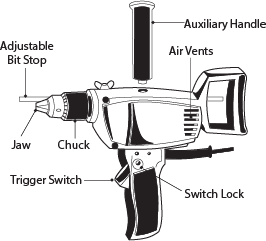 Auxiliary Handle
Adjustable
Bit Stop
Air Vents
Jaw
Chuck
Trigger Switch
Switch Lock